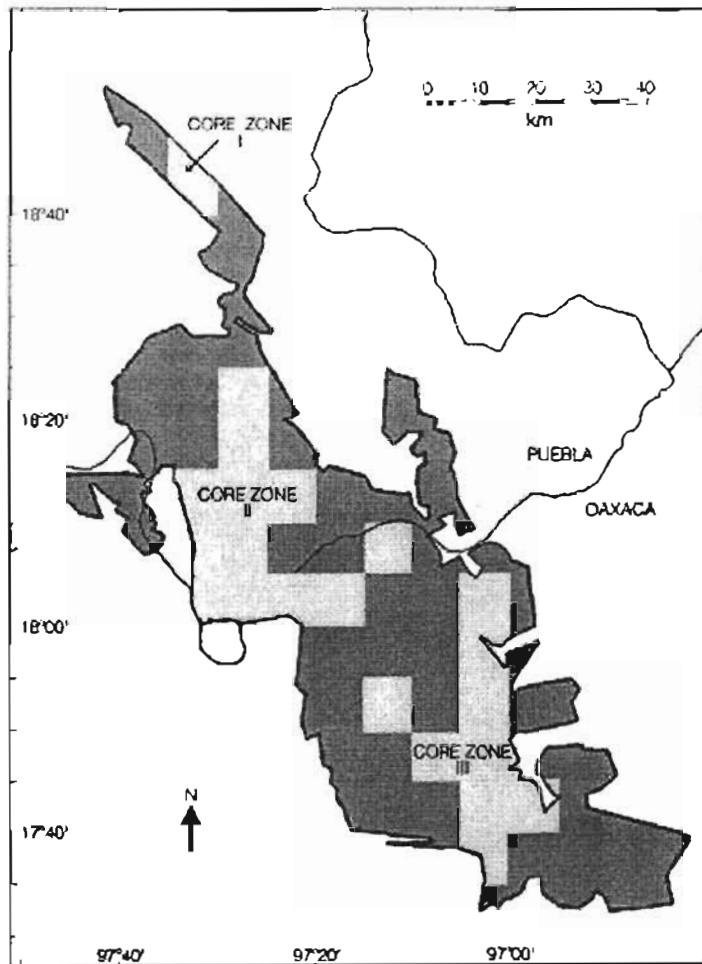 0 10 20 30 40
km
CORE ZONE
I
18°40'
18°20'
PUEBLA
OAXACA
CORE ZONE
II
18°00'
CORE ZONE
III
N
17°40'
97°40' 97°20' 97°00'